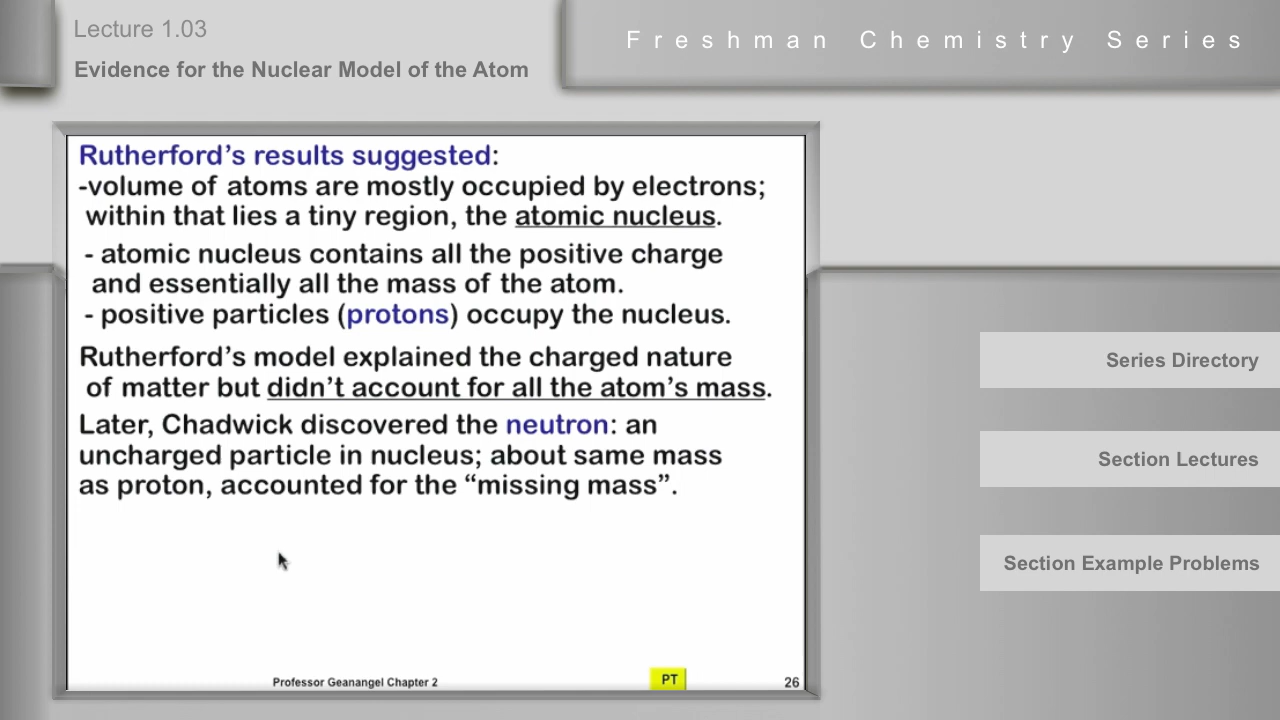 Lecture 1.03
Evidence for the Nuclear Model of the Atom
Freshman Chemistry Series
Rutherford’s results suggested:
-volume of atoms are mostly occupied by electrons;
within that lies a tiny region, the atomic nucleus.
- atomic nucleus contains all the positive charge
and essentially all the mass of the atom.
- positive particles (protons) occupy the nucleus.
Rutherford’s model explained the charged nature
of matter but didn’t account for all the atom’s mass.
Later, Chadwick discovered the neutron: an
uncharged particle in nucleus; about same mass
as proton, accounted for the “missing mass”.
Professor Geanangel Chapter 2
PT
26
Series Directory
Section Lectures
Section Example Problems